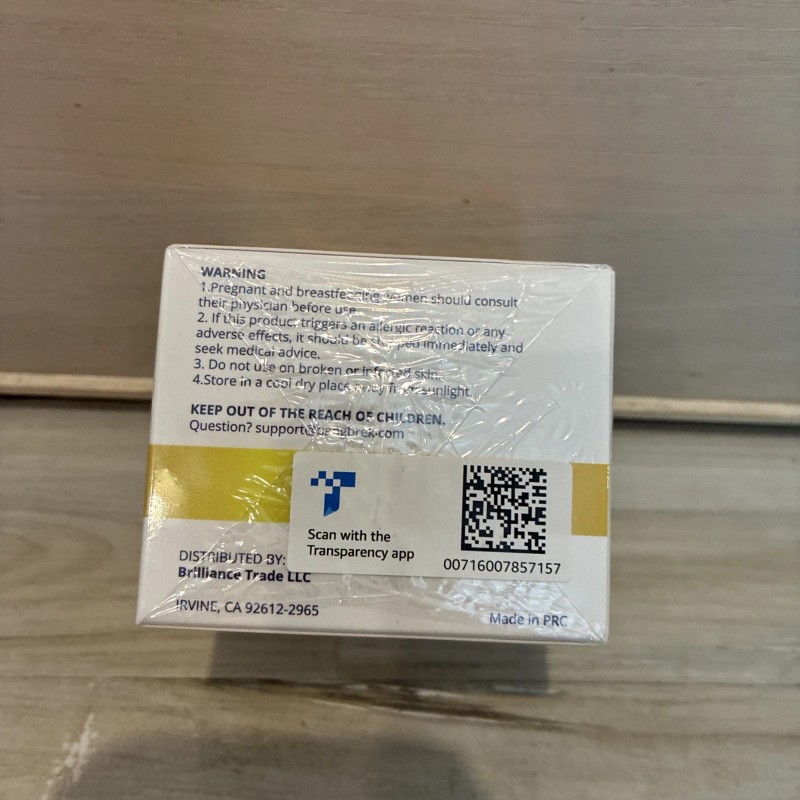 WARNING
1.Pregnant and breastfeeding women should consult
their physician before use.
2. If this product triggers an allergic reaction or any
adverse effects, it should be stopped immediately and
seek medical advice.
3. Do not use on broken or infected skin.
4.Store in a cool dry place away from sunlight.
KEEP OUT OF THE REACH OF CHILDREN.
Question?
Scan with the
Transparency app
00716007857157
DISTRIBUTED BY:
Brilliance Trade LLC
IRVINE, CA 92612-2965
Made in PRC